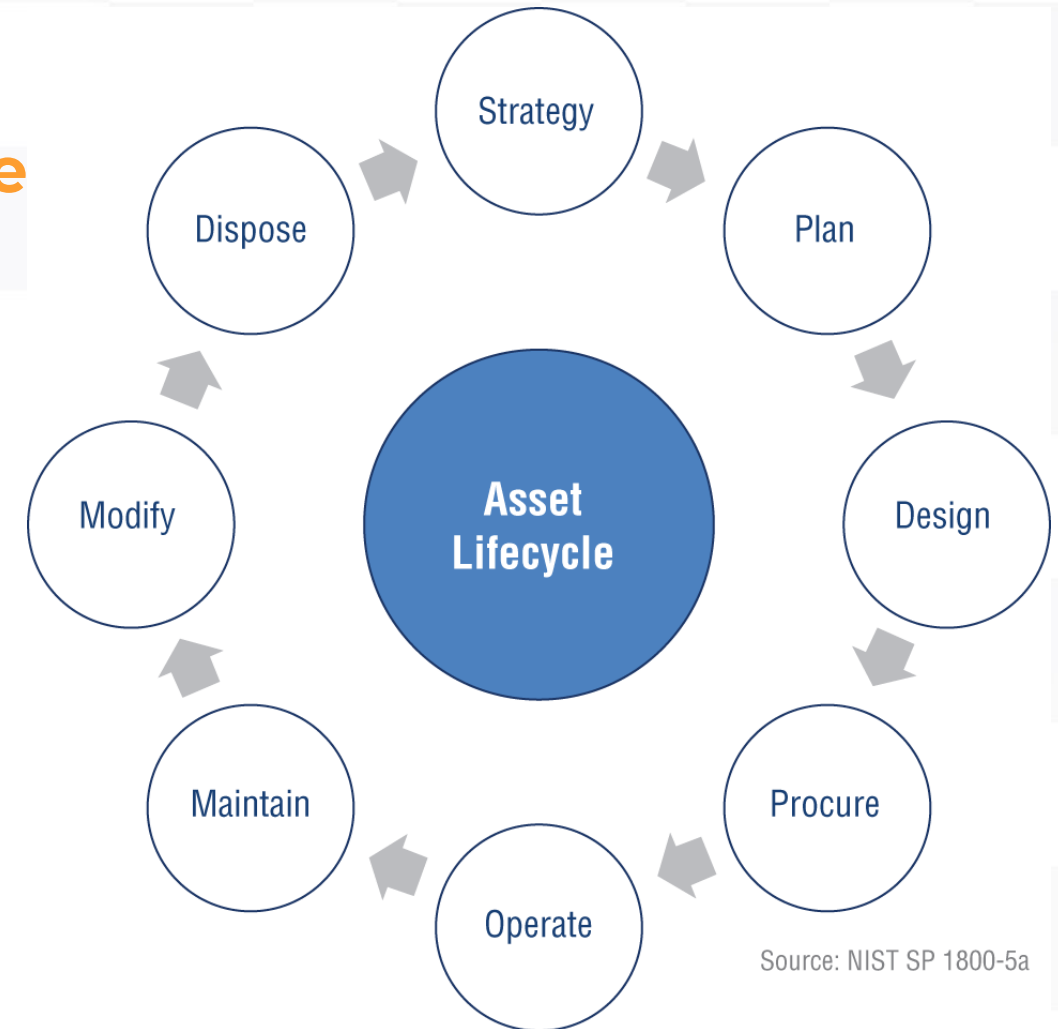 e
Strategy
Plan
Design
Procure
Operate
Maintain
Modify
Dispose
Asset
Lifecycle
Source: NIST SP 1800-5a